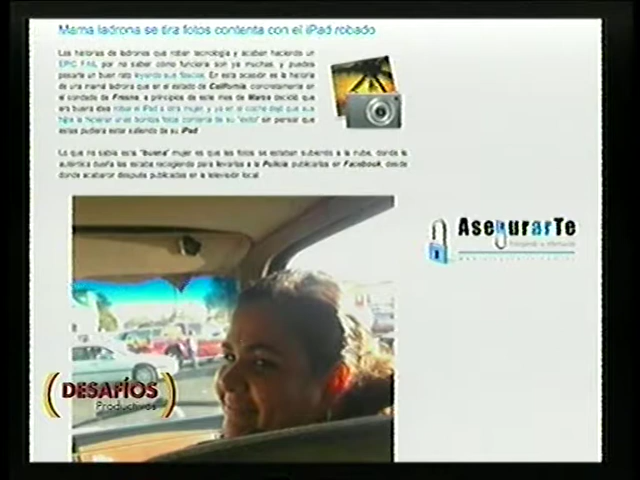 Mama ladrona se tira fotos contenta con el iPad robado
Las historias de ladrones que roban tecnología y acaban haciendo un
EPIC FAIL por no saber cómo funciona son ya muchas, y puedes
pasarte un buen rato leyendo sus fracas. En esta ocasión es la historia
de una mamá ladrona que en el estado de California, concretamente en
el condado de Fresno, a principios de este mes de Marzo decidió que
era buena idea robar el iPad a otra mujer, y ya en el coche dejó que sus
hijos la hicieran unas bonitas fotos contenta de su "éxito" sin pensar que
estas pudiera estar saliendo de su iPad
Lo que no sabía esta "buena" mujer es que las fotos se estaban subiendo a la nube, donde la
auténtica dueña las estaba recogiendo para llevarlas a la Policía publicarlas en Facebook, desde
donde acabaron después publicadas en la televisión local
AsegurarTe
DESAFÍOS
Productivos